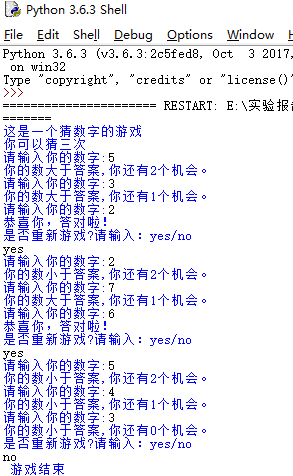 Python 3.6.3 Shell
File Edit Shell Debug Options Window H
Python 3.6.3 (v3.6.3:2c5fed8, Oct 3 2017,
on win32
Type "copyright", "credits" or "license()"
>>>
===================== RESTART: E:\实验报
=======
这是一个猜数字的游戏
你可以猜三次
请输入你的数字:5
你的数大于答案,你还有2个机会。
请输入你的数字:3
你的数大于答案,你还有1个机会。
请输入你的数字:2
恭喜你，答对啦!
是否重新游戏?请输入：yes/no
yes
请输入你的数字:2
你的数小于答案,你还有2个机会。
请输入你的数字:7
你的数大于答案,你还有1个机会。
请输入你的数字:6
恭喜你，答对啦!
是否重新游戏?请输入：yes/no
yes
请输入你的数字:5
你的数小于答案,你还有2个机会。
请输入你的数字:4
你的数小于答案,你还有1个机会。
请输入你的数字:3
你的数小于答案,你还有0个机会。
是否重新游戏?请输入：yes/no
no
游戏结束